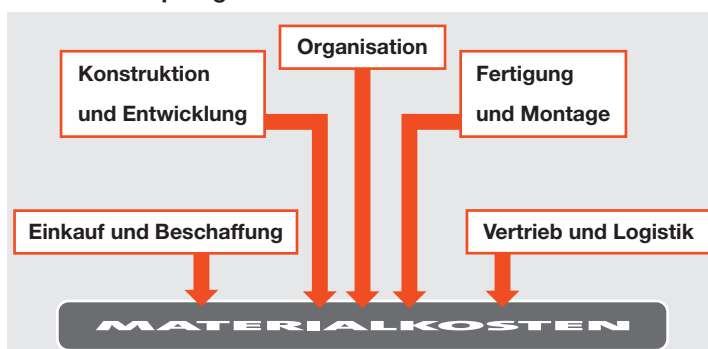 Organisation
Konstruktion
und Entwicklung
Fertigung
und Montage
Einkauf und Beschaffung
Vertrieb und Logistik
MATERIALKOSTEN